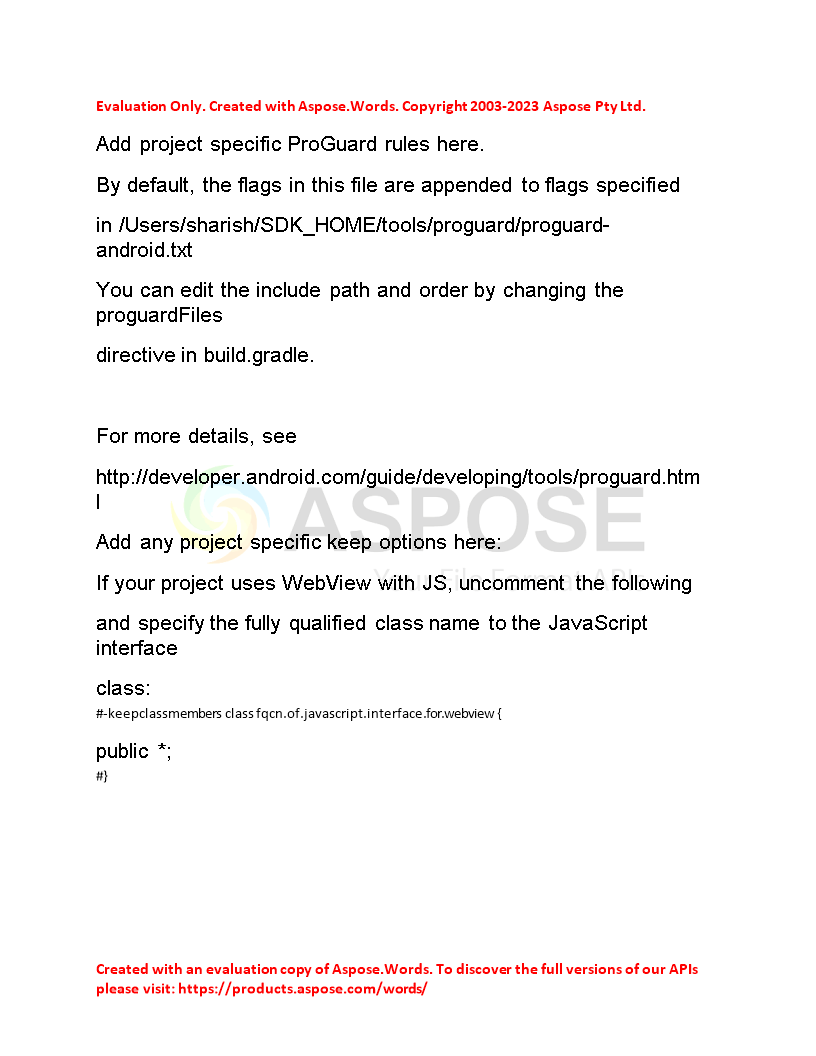 Evaluation Only. Created with Aspose.Words. Copyright 2003-2023 Aspose Pty Ltd.
Add project specific ProGuard rules here.
By default, the flags in this file are appended to flags specified
in /Users/sharish/SDK_HOME/tools/proguard/proguard-
android.txt
You can edit the include path and order by changing the
proguardFiles
directive in build.gradle.
For more details, see
http://developer.android.com/guide/developing/tools/proguard.htm
l
ASPOSE
Add any project specific keep options here:
Your File Format APIs
If your project uses WebView with JS, uncomment the following
and specify the fully qualified class name to the JavaScript
interface
class:
#-keepclassmembers class fqcn.of.javascript.interface.for.webview {
public *;
#}
Created with an evaluation copy of Aspose.Words. To discover the full versions of our APIs
please visit: https://products.aspose.com/words/